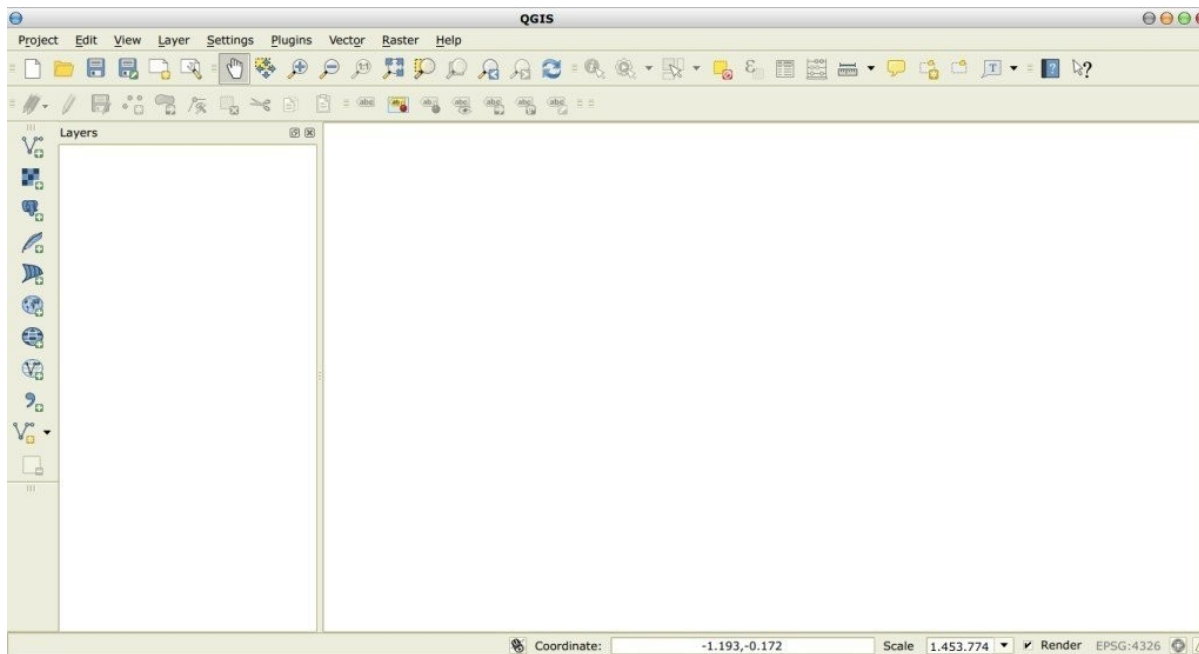 QGIS
Project Edit View Layer Settings Plugins Vector Raster Help
Layers
Coordinate: -1.193,-0.172 Scale 1.453.774 Render EPSG:4326